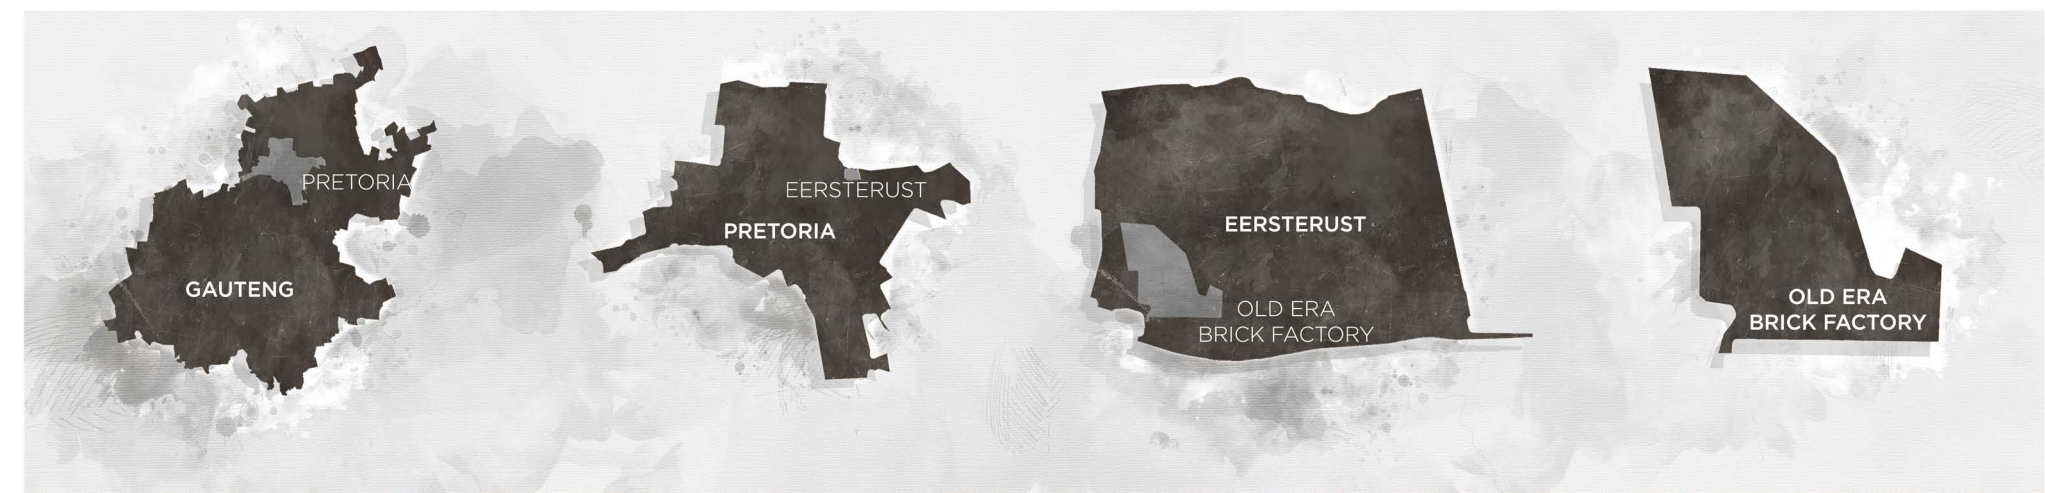 PRETORIA
GAUTENG
EERSTERUST
PRETORIA
EERSTERUST
OLD ERA
BRICK FACTORY
OLD ERA
BRICK FACTORY